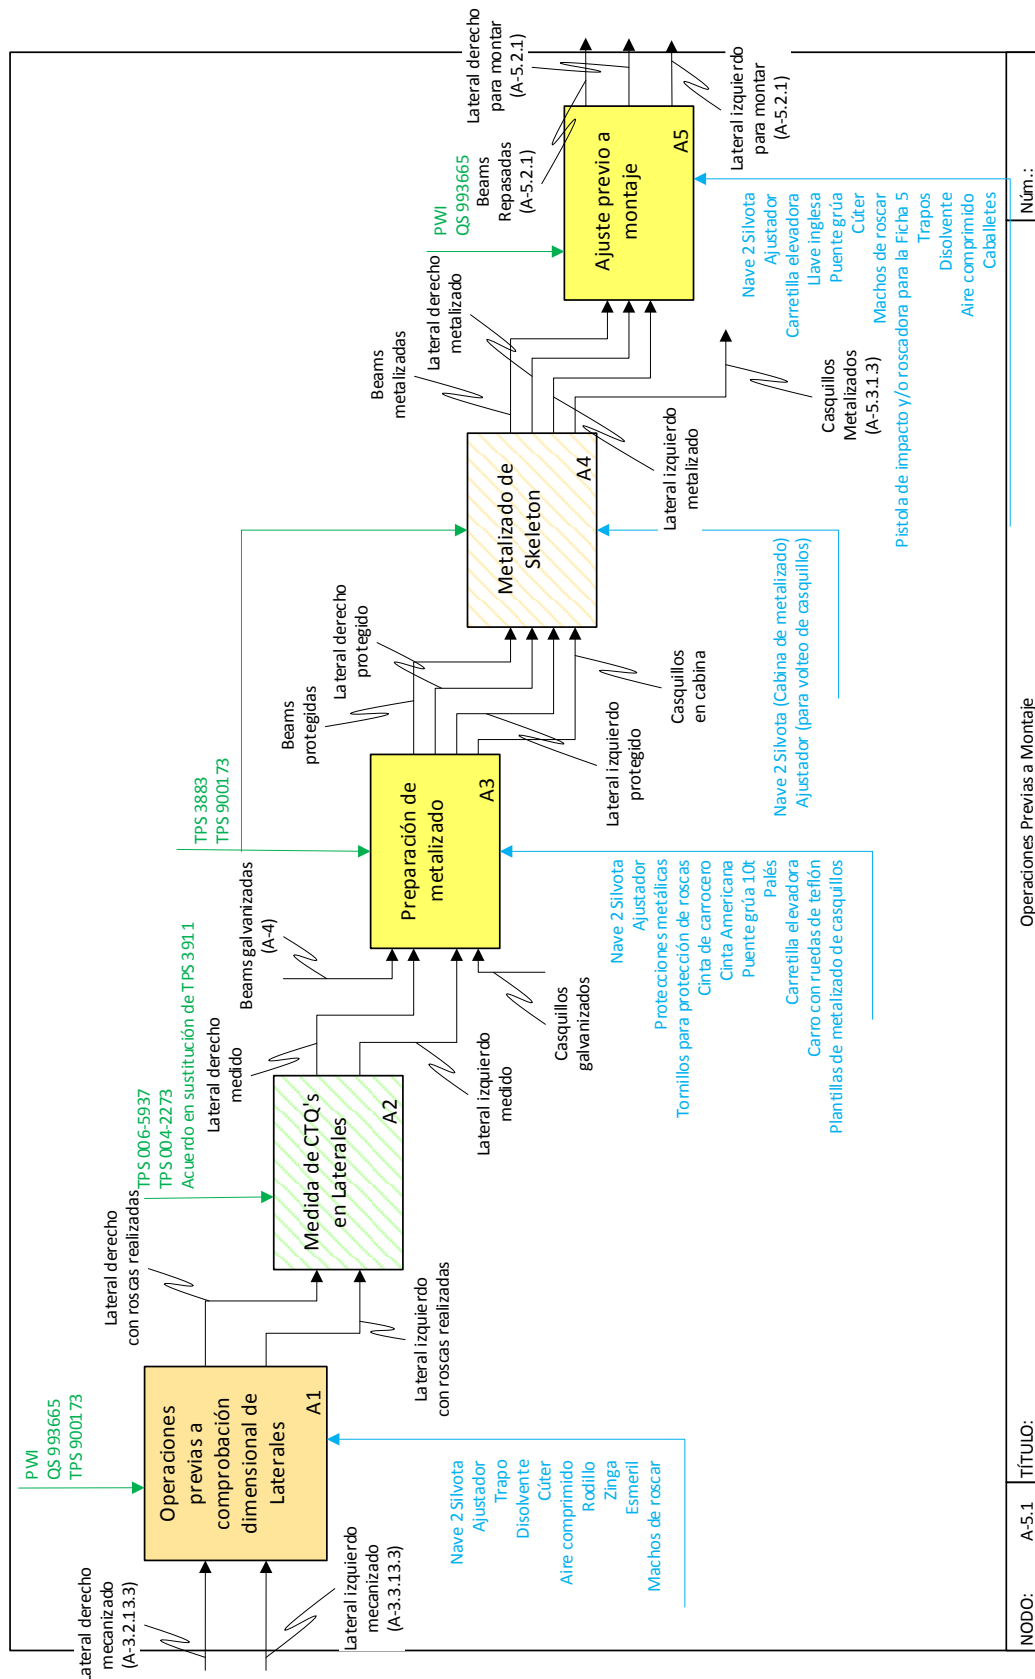 Lateral derecho
mecanizado
(A-3.2.13.3)
Lateral izquierdo
mecanizado
(A-3.3.13.3)
PWI
QS 993665
TPS 900173
Operaciones
previas a
comprobación
dimensional de
Laterales
A1
Nave 2 Silvota
Ajustador
Trapo
Disolvente
Cúter
Aire comprimido
Rodillo
Zinga
Esmeril
Machos de roscar
Lateral derecho
con roscas realizadas
Lateral izquierdo
con roscas realizadas
TPS 006-5937
TPS 004-2273
Acuerdo en sustitución de TPS 3911
Medida de CTQ's
en Laterales
A2
Lateral derecho
medido
Lateral izquierdo
medido
Beams galvanizadas
(A-4)
Casquillos
galvanizados
TPS 3883
TPS 900173
Preparación de
metalizado
A3
Nave 2 Silvota
Ajustador
Protecciones metálicas
Tornillos para protección de roscas
Cinta de carrocero
Cinta Americana
Puente grúa 10t
Palés
Carretilla elevadora
Carro con ruedas de teflón
Plantillas de metalizado de casquillos
Beams
protegidas
Lateral derecho
protegido
Lateral izquierdo
protegido
Casquillos
en cabina
Metalizado de
Skeleton
A4
Nave 2 Silvota (Cabina de metalizado)
Ajustador (para volteo de casquillos)
Beams
metalizadas
Lateral derecho
metalizado
Lateral izquierdo
metalizado
Casquillos
Metalizados
(A-5.3.1.3)
PWI
QS 993665
Ajuste previo a
montaje
A5
Nave 2 Silvota
Ajustador
Carretilla elevadora
Llave inglesa
Puente grúa
Cúter
Machos de roscar
Pistola de impacto y/o roscadora para la Ficha 5
Trapos
Disolvente
Aire comprimido
Caballetes
Beams
Repasadas
(A-5.2.1)
Lateral derecho
para montar
(A-5.2.1)
Lateral izquierdo
para montar
(A-5.2.1)
NODO:
A-5.1
TÍTULO:
Operaciones Previas a Montaje
Núm.: